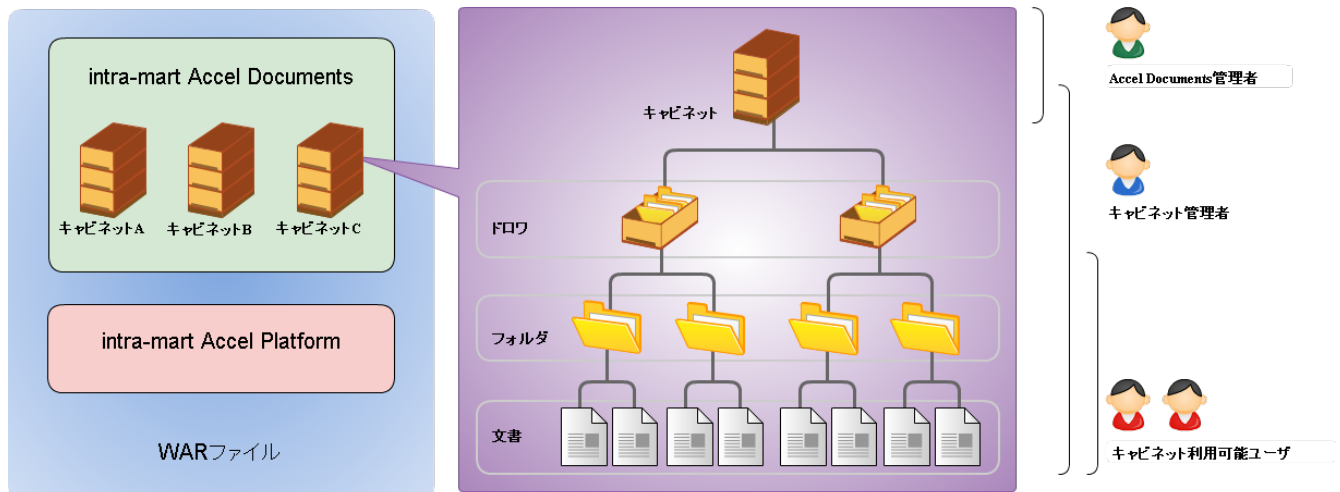 intra-mart Accel Documents
キャビネットA
キャビネットB
キャビネットC
intra-mart Accel Platform
WARファイル
キャビネット
ドロワ
フォルダ
文書
Accel Documents管理者
キャビネット管理者
キャビネット利用可能ユーザ